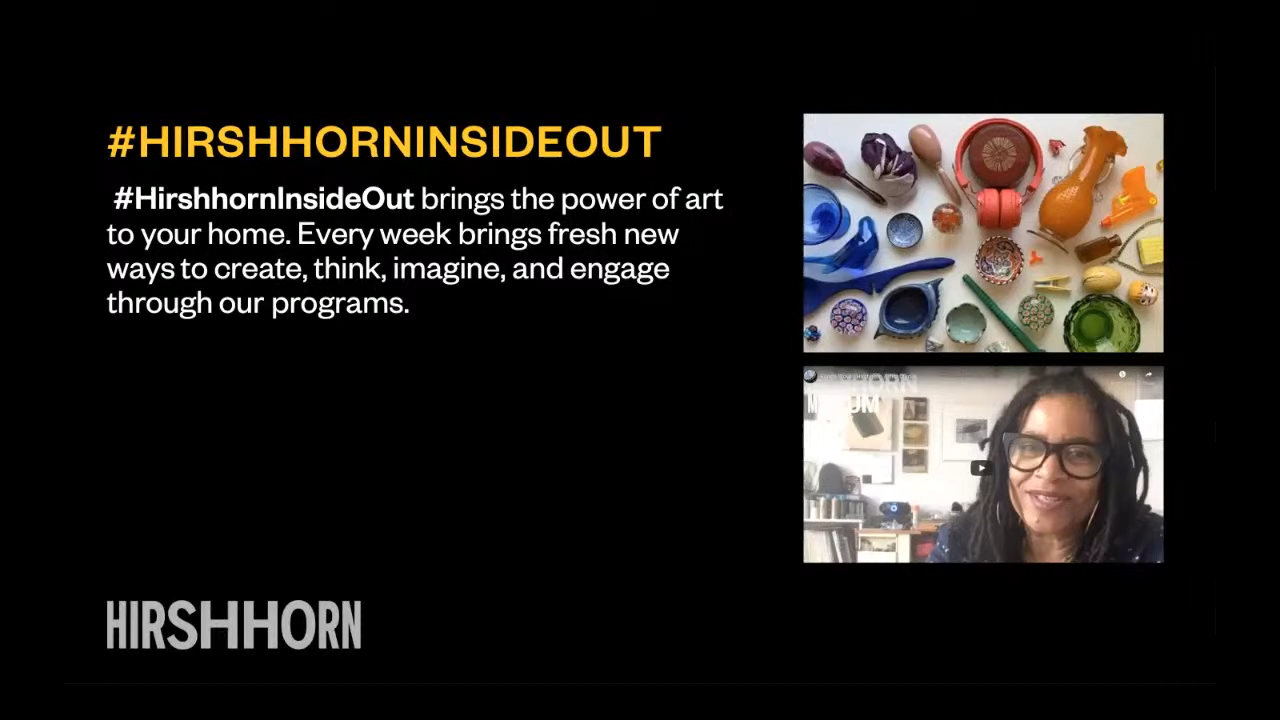 #HIRSHHORNINSIDEOUT
#HirshhornInsideOut brings the power of art
to your home. Every week brings fresh new
ways to create, think, imagine, and engage
through our programs.
HIRSHHORN